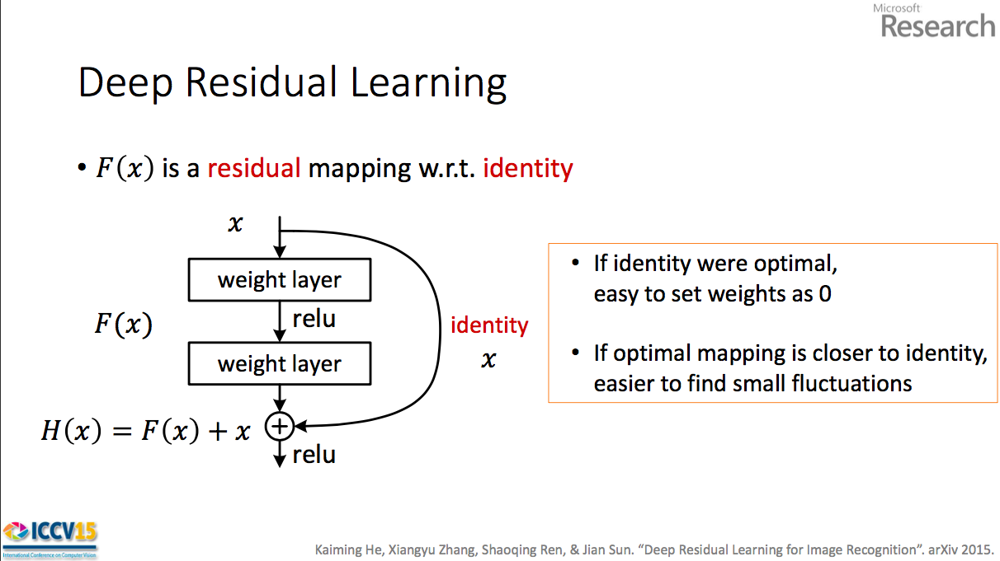 Microsoft
Research
Deep Residual Learning
• F(x) is a residual mapping w.r.t. identity
x
weight layer
F(x)
relu
identity
x
weight layer
H(x) = F(x) + x
+
relu
• If identity were optimal,
easy to set weights as 0
• If optimal mapping is closer to identity,
easier to find small fluctuations
ICCV15
International Conference on Computer Vision
Kaiming He, Xiangyu Zhang, Shaoqing Ren, & Jian Sun. “Deep Residual Learning for Image Recognition”. arXiv 2015.